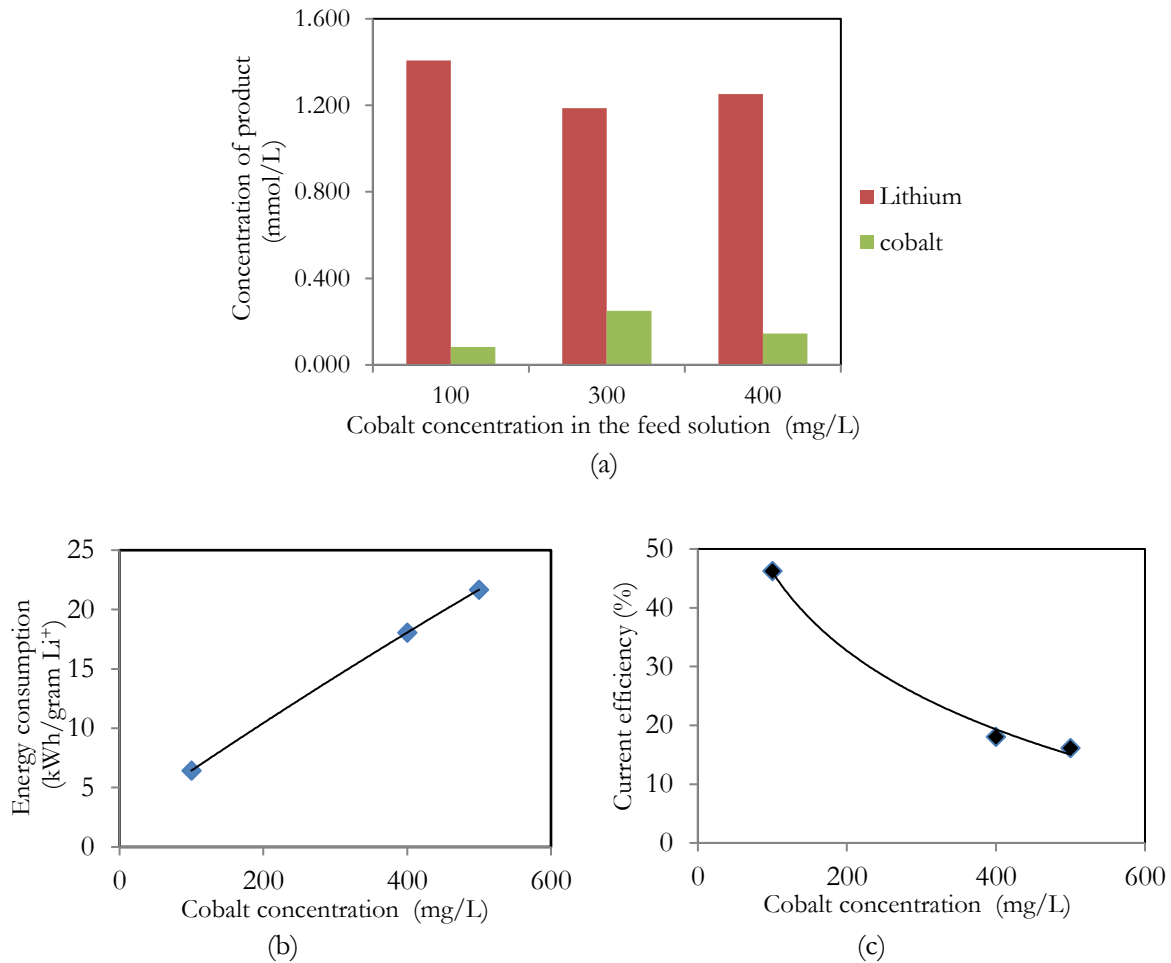 Concentration of product
(mmol/L)
1.600
1.200
0.800
0.400
0.000
100
300
400
Cobalt concentration in the feed solution (mg/L)
Lithium
cobalt
(a)
Energy consumption
(kWh/gram Li⁺)
25
20
15
10
5
0
0
200
400
600
Cobalt concentration (mg/L)
(b)
Current efficiency (%)
50
40
30
20
10
0
0
200
400
600
Cobalt concentration (mg/L)
(c)